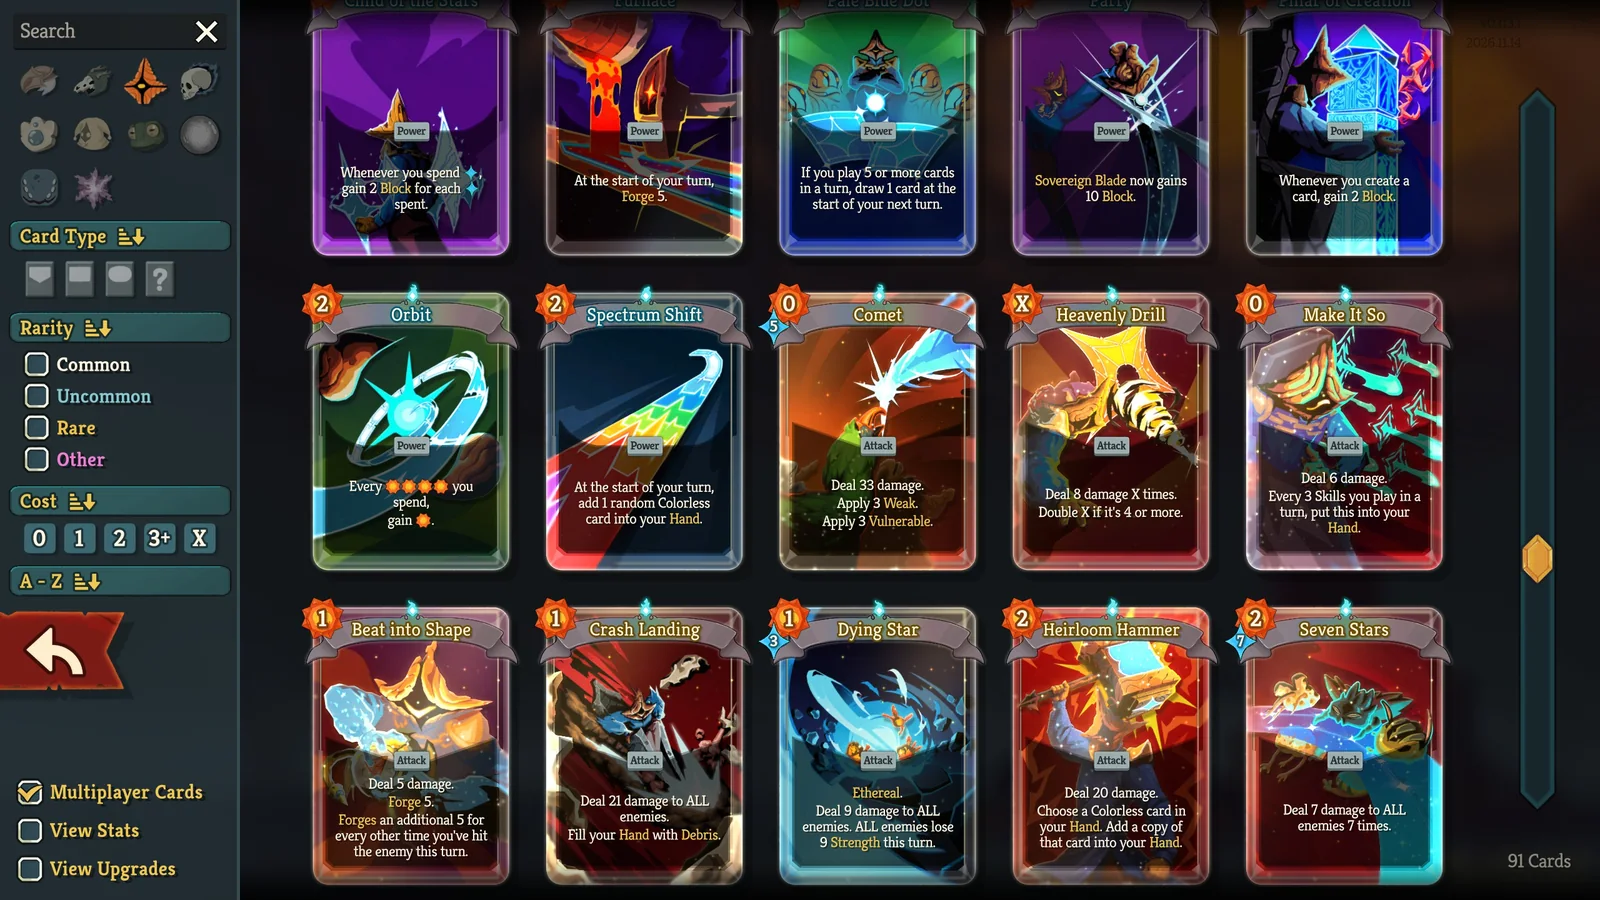 Search
Child of the Stars
Furnace
Pale Blue Dot
Parry
Pillar of Creation
Power
Whenever you spend
gain 2 Block for each
spent.
Power
At the start of your turn,
Forge 5.
Power
If you play 5 or more cards
in a turn, draw 1 card at the
start of your next turn.
Power
Sovereign Blade now gains
10 Block.
Power
Whenever you create a
card, gain 2 Block.
Card Type
?
Rarity
Common
Uncommon
Rare
Other
Cost
0 1 2 3+ X
A - Z
2
Orbit
Power
Every you
spend,
gain .
2
Spectrum Shift
Power
At the start of your turn,
add 1 random Colorless
card into your Hand.
0
5
Comet
Attack
Deal 33 damage.
Apply 3 Weak.
Apply 3 Vulnerable.
X
Heavenly Drill
Attack
Deal 8 damage X times.
Double X if it's 4 or more.
0
Make It So
Attack
Deal 6 damage.
Every 3 Skills you play in a
turn, put this into your
Hand.
1
Beat into Shape
Attack
Deal 5 damage.
Forge 5.
Forges an additional 5 for
every other time you've hit
the enemy this turn.
1
Crash Landing
Attack
Deal 21 damage to ALL
enemies.
Fill your Hand with Debris.
1
3
Dying Star
Attack
Ethereal.
Deal 9 damage to ALL
enemies. ALL enemies lose
9 Strength this turn.
2
Heirloom Hammer
Attack
Deal 20 damage.
Choose a Colorless card in
your Hand. Add a copy of
that card into your Hand.
2
7
Seven Stars
Attack
Deal 7 damage to ALL
enemies 7 times.
Multiplayer Cards
View Stats
View Upgrades
91 Cards